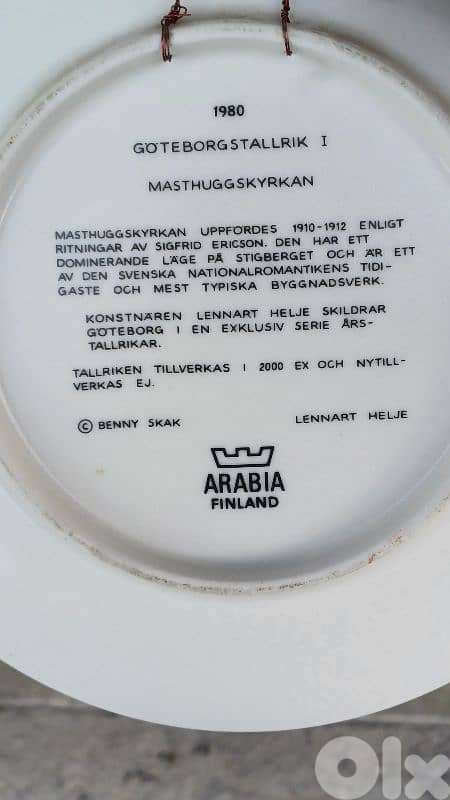 1980
GÖTEBORGSTALLRIK I
MASTHUGGSKYRKAN
MASTHUGGSKYRKAN UPPFÖRDES 1910-1912 ENLIGT
RITNINGAR AV SIGFRID ERICSON. DEN HAR ETT
DOMINERANDE LÄGE PÅ STIGBERGET OCH ÄR ETT
AV DEN SVENSKA NATIONALROMANTIKENS TIDI-
GASTE OCH MEST TYPISKA BYGGNADSVERK.
KONSTNÄREN LENNART HELJE SKILDRAR
GÖTEBORG I EN EXKLUSIV SERIE ÅRS-
TALLRIKAR.
TALLRIKEN TILLVERKAS I 2000 EX OCH NYTILL-
VERKAS EJ.
© BENNY SKAK LENNART HELJE
ARABIA
FINLAND
OLX